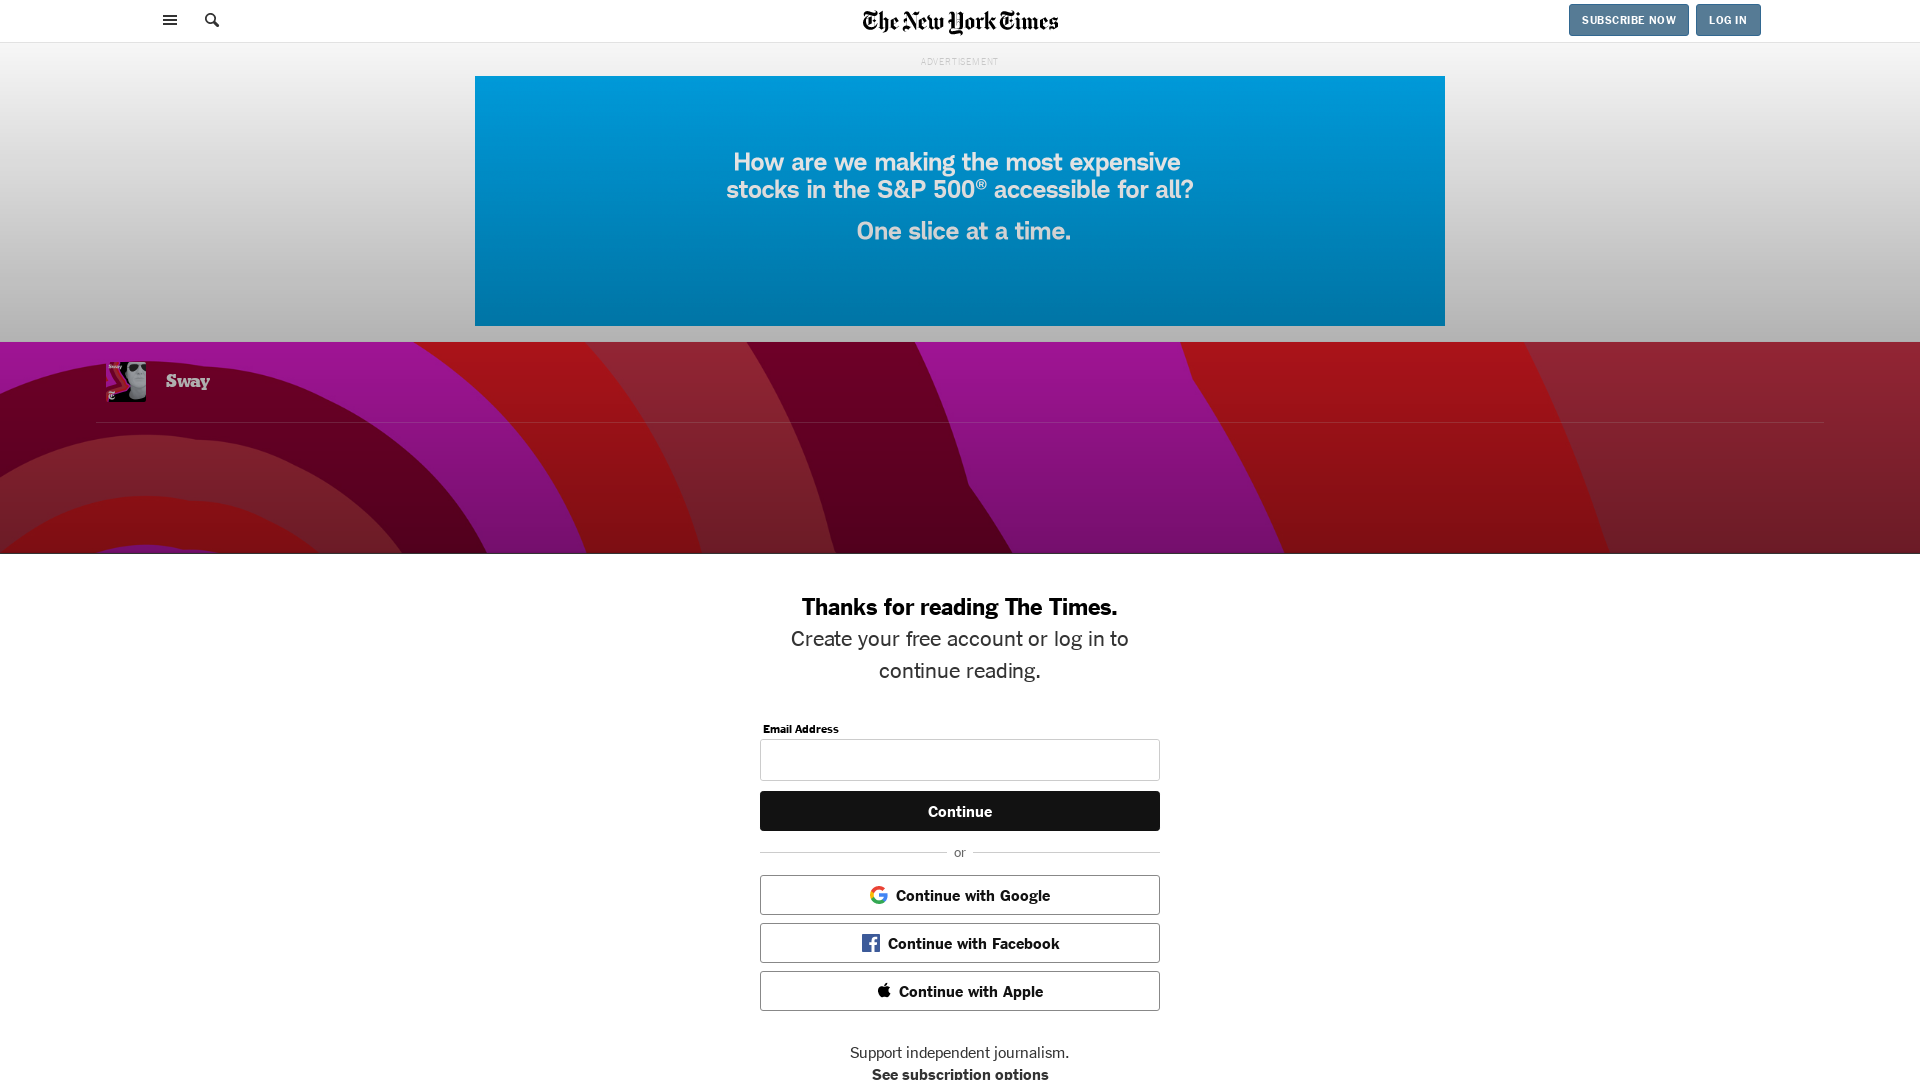 The New York Times
SUBSCRIBE NOW
LOG IN
ADVERTISEMENT
How are we making the most expensive
stocks in the S&P 500® accessible for all?
One slice at a time.
Sway
Thanks for reading The Times.
Create your free account or log in to
continue reading.
Email Address
Continue
or
Continue with Google
Continue with Facebook
Continue with Apple
Support independent journalism.
See subscription options